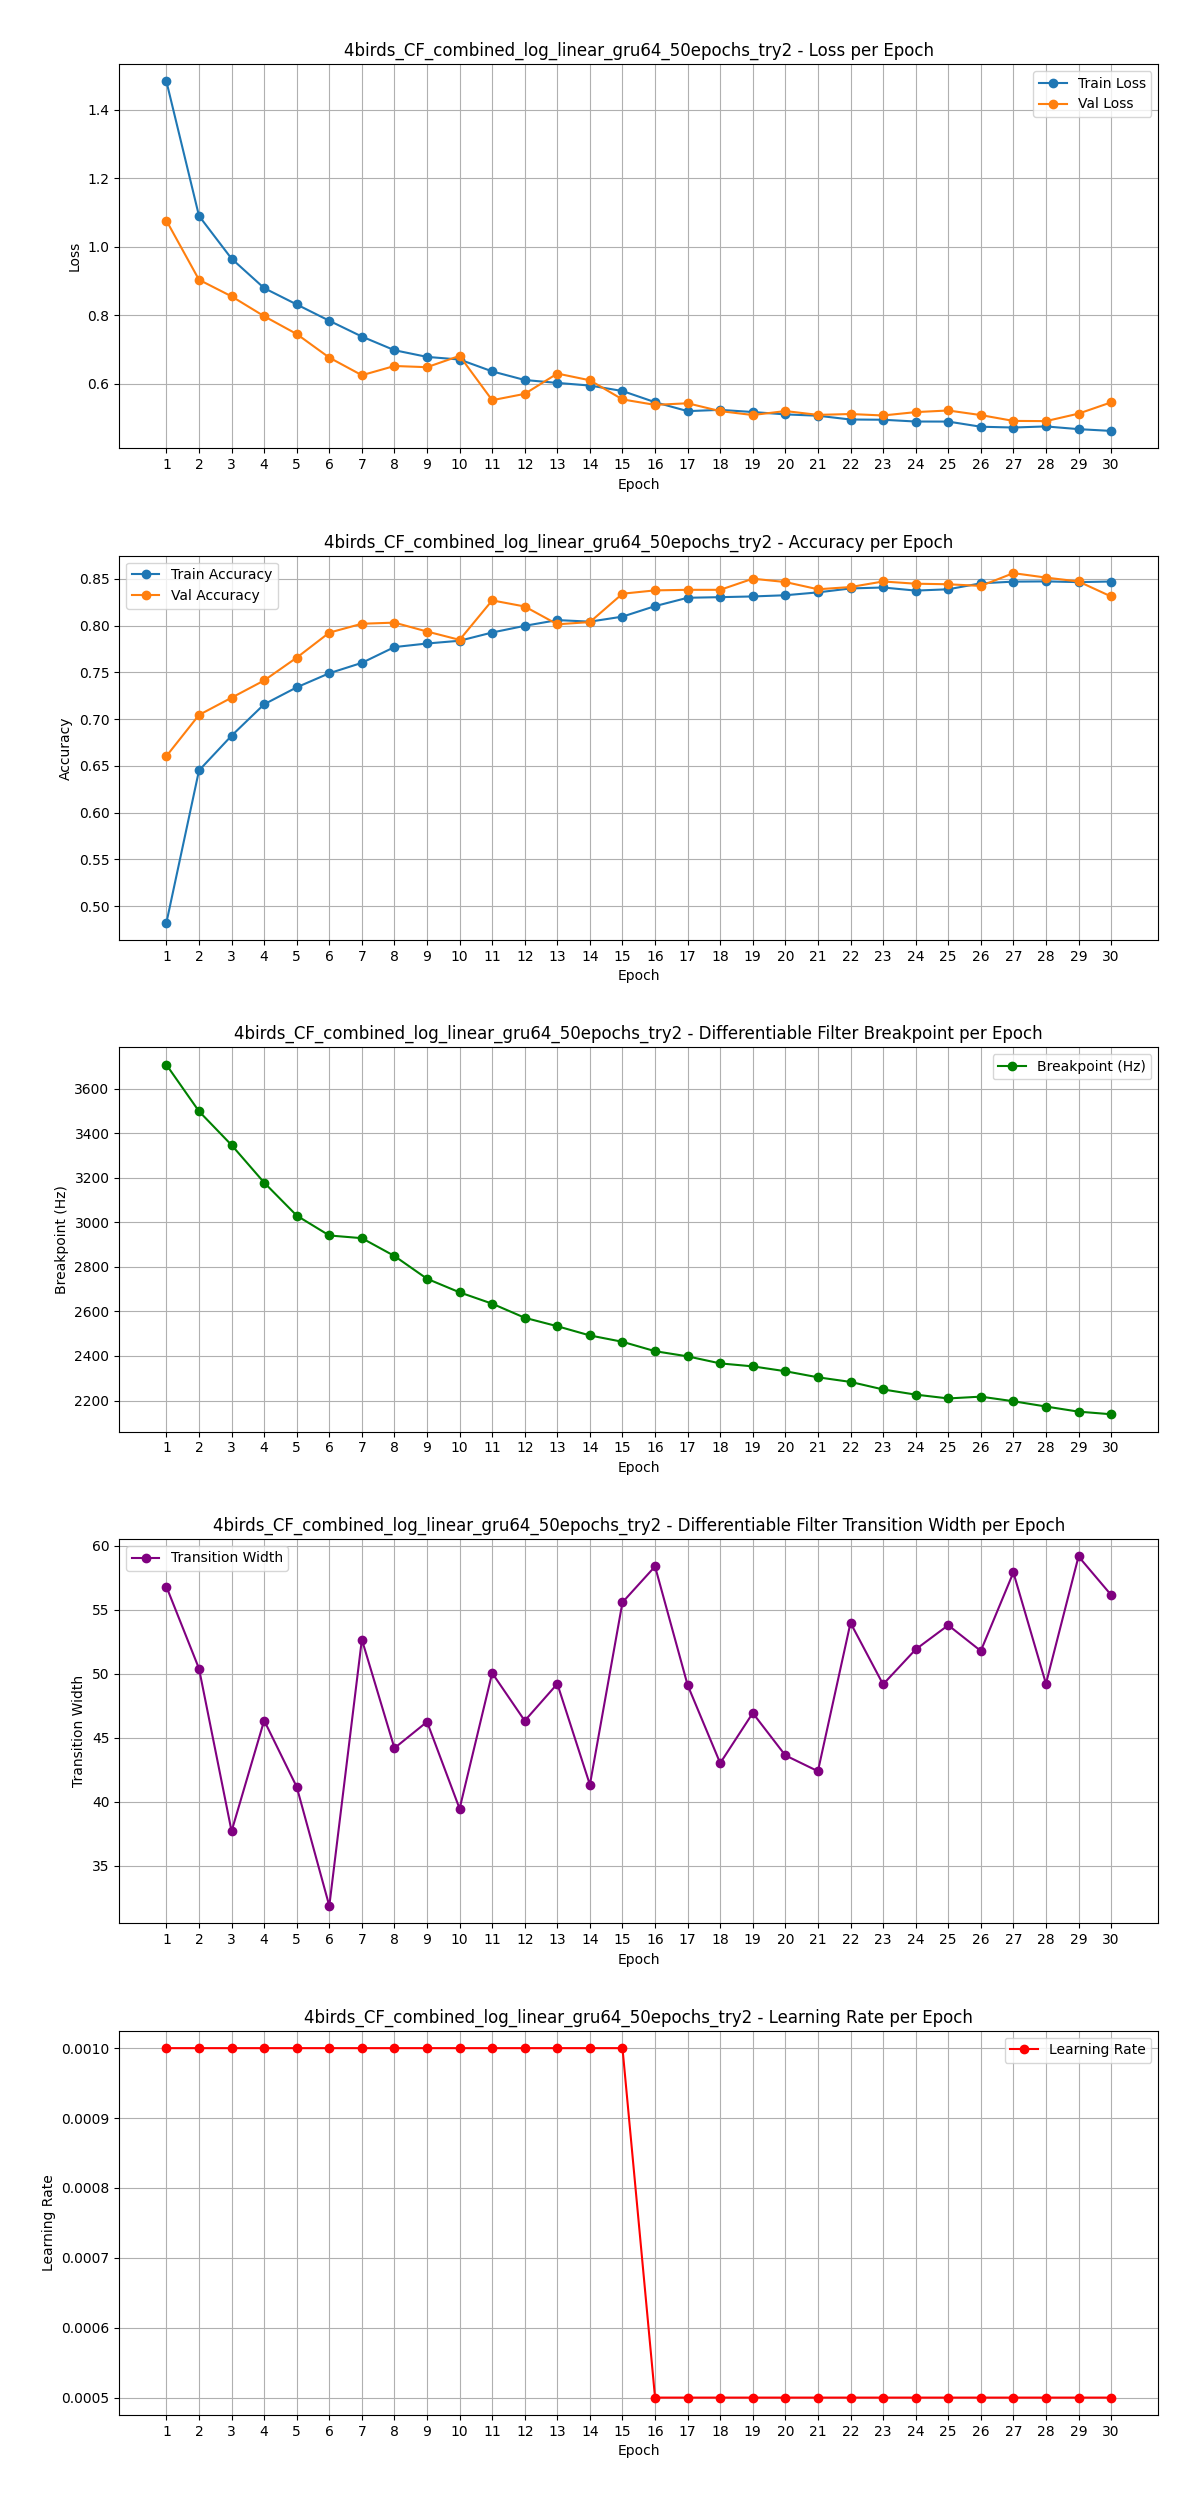 4birds_CF_combined_log_linear_gru64_50epochs_try2 - Loss per Epoch
Train Loss
Val Loss
1.4
1.2
1.0
0.8
0.6
Loss
1 2 3 4 5 6 7 8 9 10 11 12 13 14 15 16 17 18 19 20 21 22 23 24 25 26 27 28 29 30
Epoch
4birds_CF_combined_log_linear_gru64_50epochs_try2 - Accuracy per Epoch
Train Accuracy
Val Accuracy
0.85
0.80
0.75
0.70
0.65
0.60
0.55
0.50
Accuracy
1 2 3 4 5 6 7 8 9 10 11 12 13 14 15 16 17 18 19 20 21 22 23 24 25 26 27 28 29 30
Epoch
4birds_CF_combined_log_linear_gru64_50epochs_try2 - Differentiable Filter Breakpoint per Epoch
Breakpoint (Hz)
3600
3400
3200
3000
2800
2600
2400
2200
Breakpoint (Hz)
1 2 3 4 5 6 7 8 9 10 11 12 13 14 15 16 17 18 19 20 21 22 23 24 25 26 27 28 29 30
Epoch
4birds_CF_combined_log_linear_gru64_50epochs_try2 - Differentiable Filter Transition Width per Epoch
Transition Width
60
55
50
45
40
35
Transition Width
1 2 3 4 5 6 7 8 9 10 11 12 13 14 15 16 17 18 19 20 21 22 23 24 25 26 27 28 29 30
Epoch
4birds_CF_combined_log_linear_gru64_50epochs_try2 - Learning Rate per Epoch
Learning Rate
0.0010
0.0009
0.0008
0.0007
0.0006
0.0005
Learning Rate
1 2 3 4 5 6 7 8 9 10 11 12 13 14 15 16 17 18 19 20 21 22 23 24 25 26 27 28 29 30
Epoch